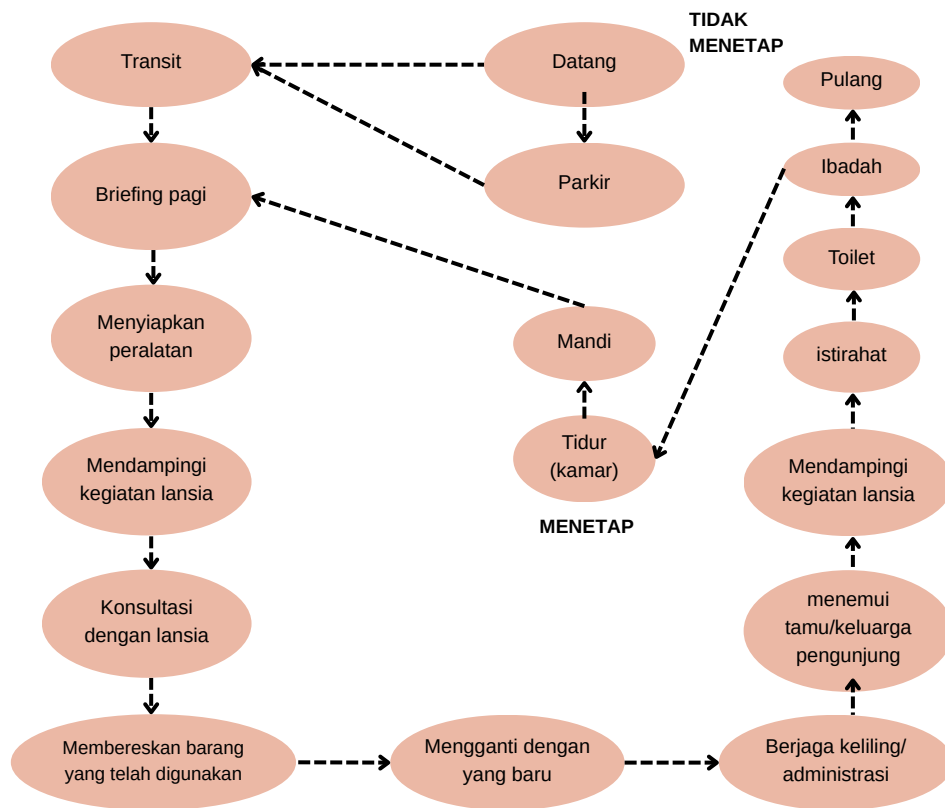 TIDAK
MENETAP
Transit
Datang
Pulang
Briefing pagi
Parkir
Ibadah
Toilet
Menyiapkan
peralatan
Mandi
istirahat
Mendampingi
kegiatan lansia
Tidur
(kamar)
MENETAP
Mendampingi
kegiatan lansia
Konsultasi
dengan lansia
menemui
tamu/keluarga
pengunjung
Membereskan barang
yang telah digunakan
Mengganti dengan
yang baru
Berjaga keliling/
administrasi